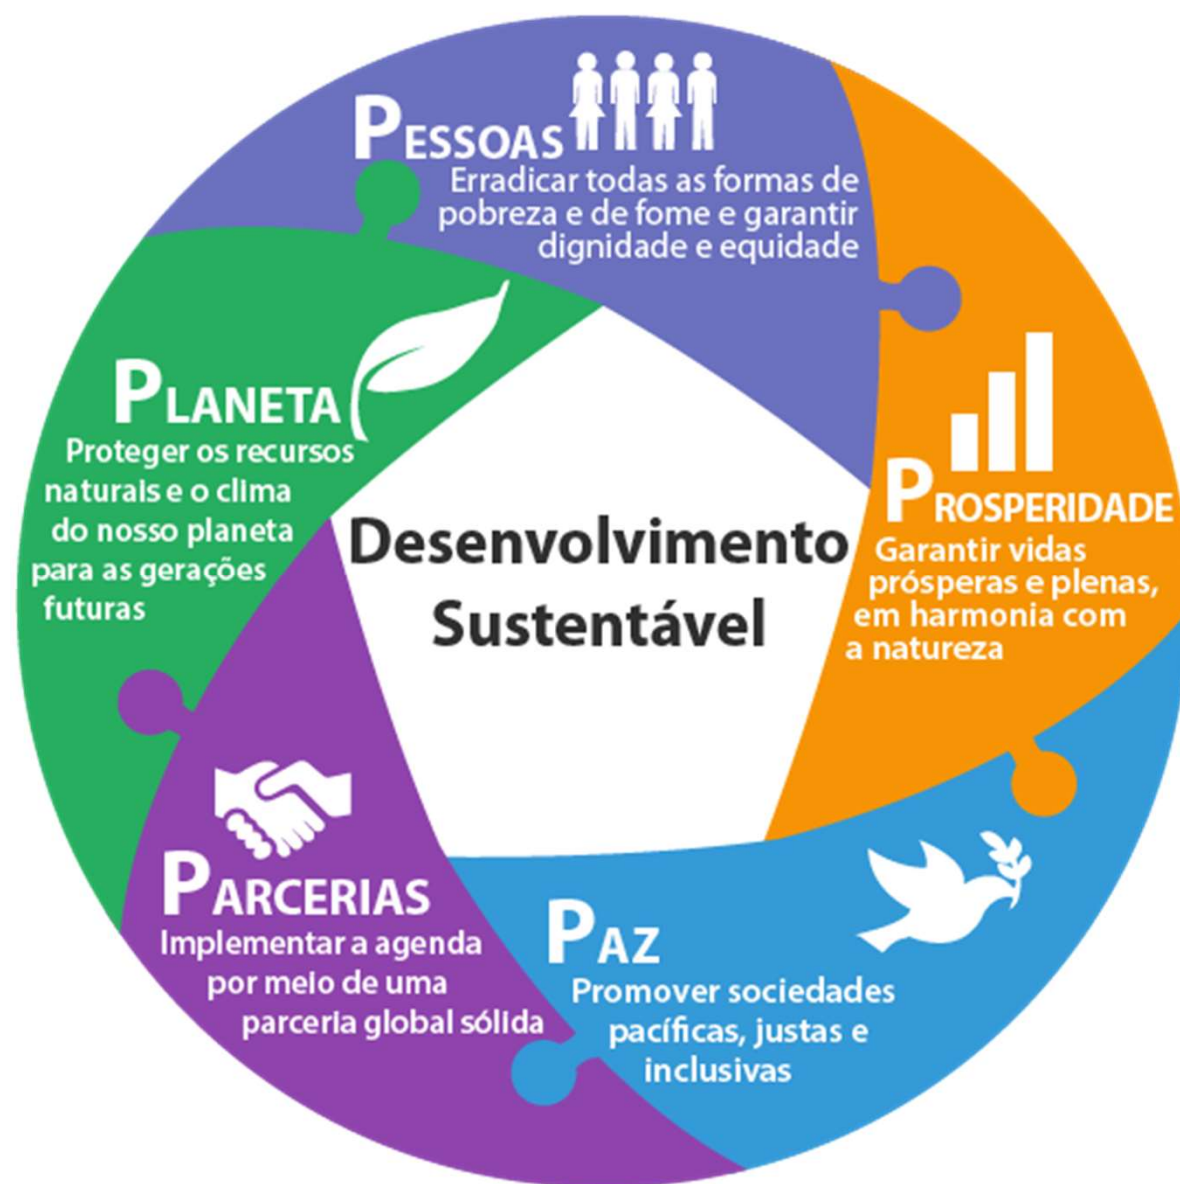 PESSOAS
Erradicar todas as formas de
pobreza e de fome e garantir
dignidade e equidade
PROSPERIDADE
Garantir vidas
prósperas e plenas,
em harmonia com
a natureza
PAZ
Promover sociedades
pacíficas, justas e
inclusivas
PARCERIAS
Implementar a agenda
por meio de uma
parceria global sólida
PLANETA
Proteger os recursos
naturais e o clima
do nosso planeta
para as gerações
futuras
Desenvolvimento
Sustentável